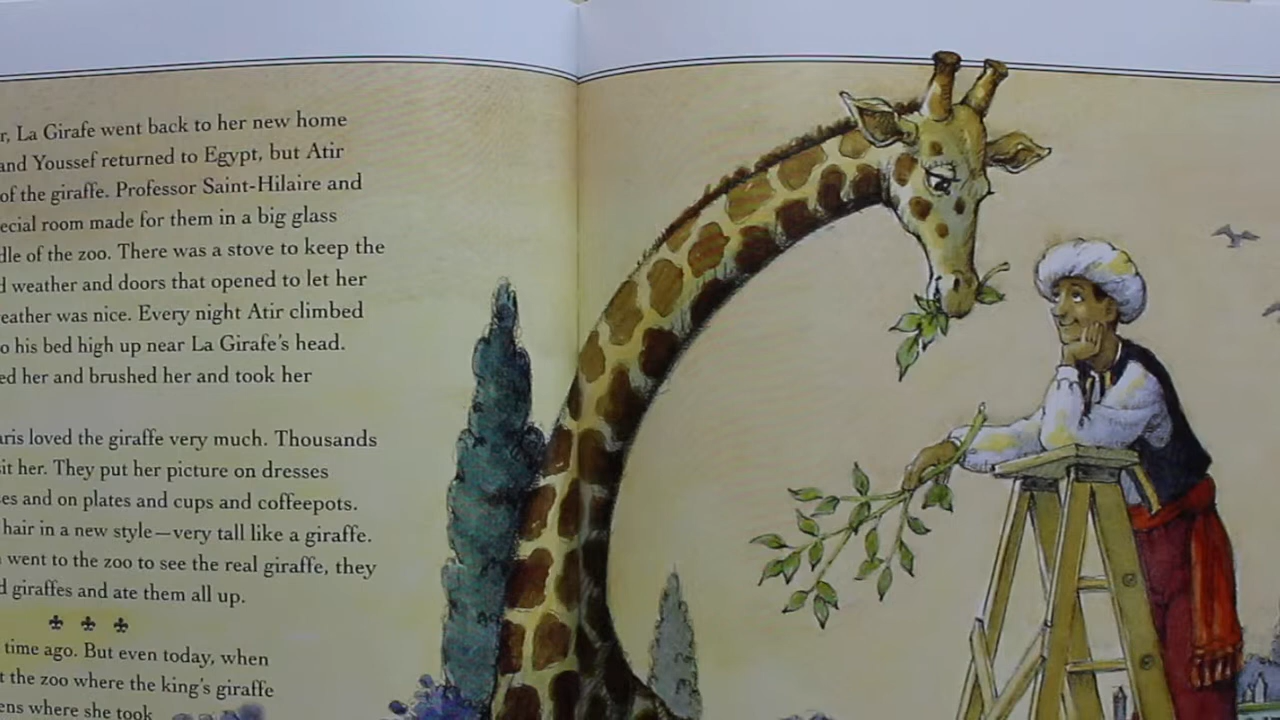 r, La Girafe went back to her new home
and Youssef returned to Egypt, but Atir
of the giraffe. Professor Saint-Hilaire and
ecial room made for them in a big glass
dle of the zoo. There was a stove to keep the
d weather and doors that opened to let her
eather was nice. Every night Atir climbed
o his bed high up near La Girafe's head.
ed her and brushed her and took her
aris loved the giraffe very much. Thousands
sit her. They put her picture on dresses
es and on plates and cups and coffeepots.
hair in a new style—very tall like a giraffe.
went to the zoo to see the real giraffe, they
d giraffes and ate them all up.
time ago. But even today, when
t the zoo where the king's giraffe
ens where she took